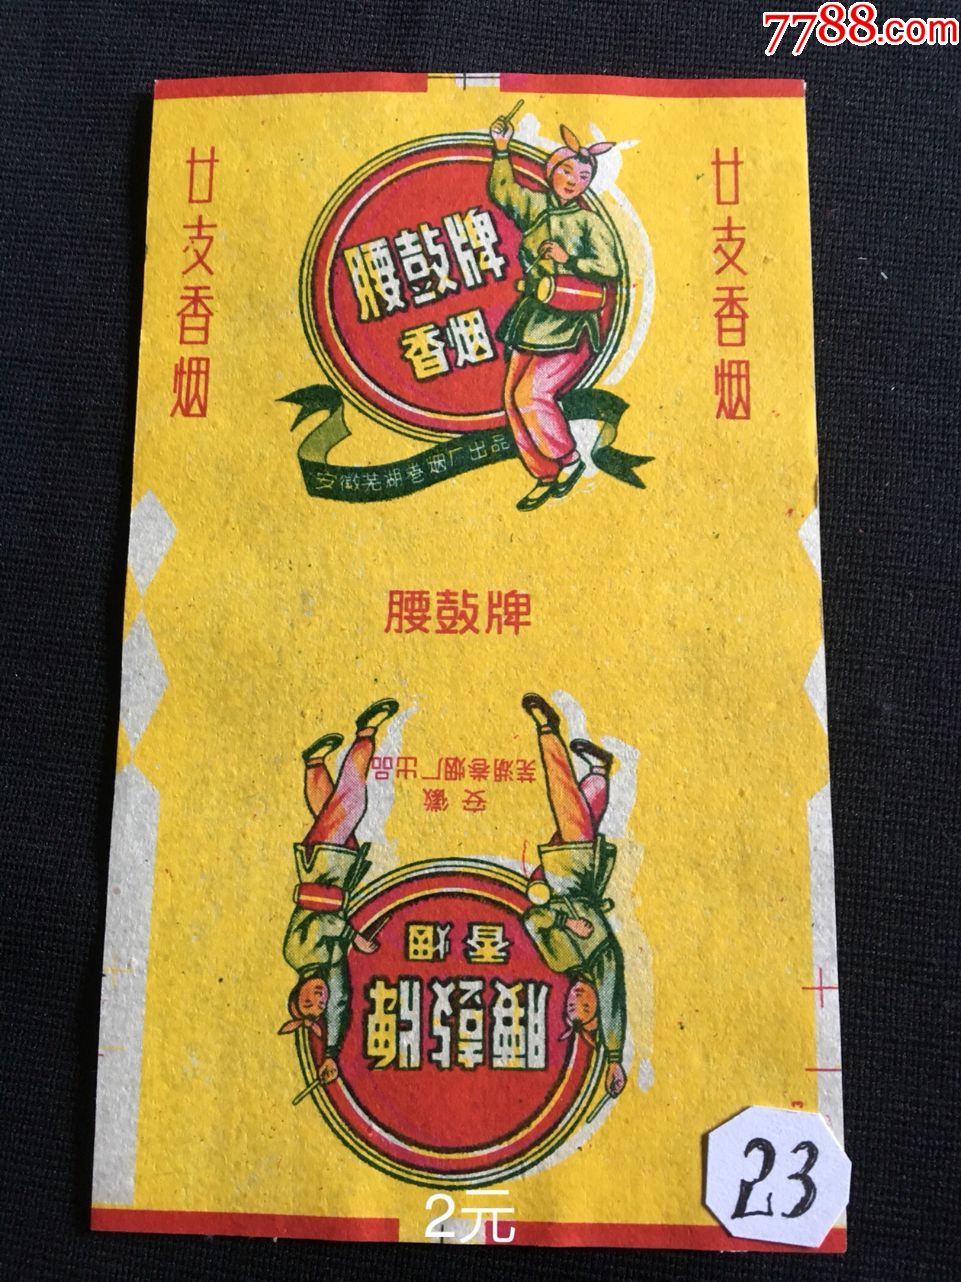 7788.com
廿支香烟
廿支香烟
腰鼓牌
香烟
安徽芜湖卷烟厂出品
腰鼓牌
安徽
芜湖卷烟厂出品
腰鼓牌
香烟
3
23
2元